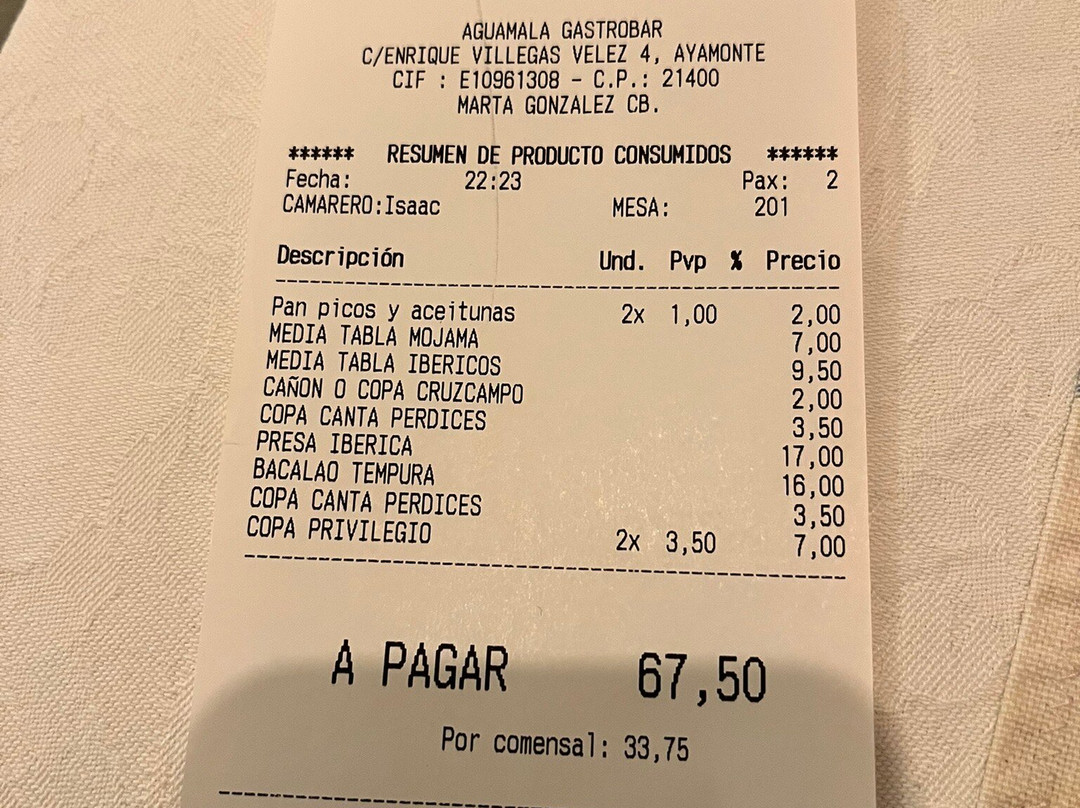 AGUAMALA GASTROBAR
C/ENRIQUE VILLEGAS VELEZ 4, AYAMONTE
CIF : E10961308 - C.P.: 21400
MARTA GONZALEZ CB.
****** RESUMEN DE PRODUCTO CONSUMIDOS ******
Fecha: 22:23 Pax: 2
CAMARERO:Isaac MESA: 201
Descripción Und. Pvp % Precio
Pan picos y aceitunas 2x 1,00 2,00
MEDIA TABLA MOJAMA 7,00
MEDIA TABLA IBERICOS 9,50
CAÑON O COPA CRUZCAMPO 2,00
COPA CANTA PERDICES 3,50
PRESA IBERICA 17,00
BACALAO TEMPURA 16,00
COPA CANTA PERDICES 3,50
COPA PRIVILEGIO 2x 3,50 7,00
A PAGAR 67,50
Por comensal: 33,75